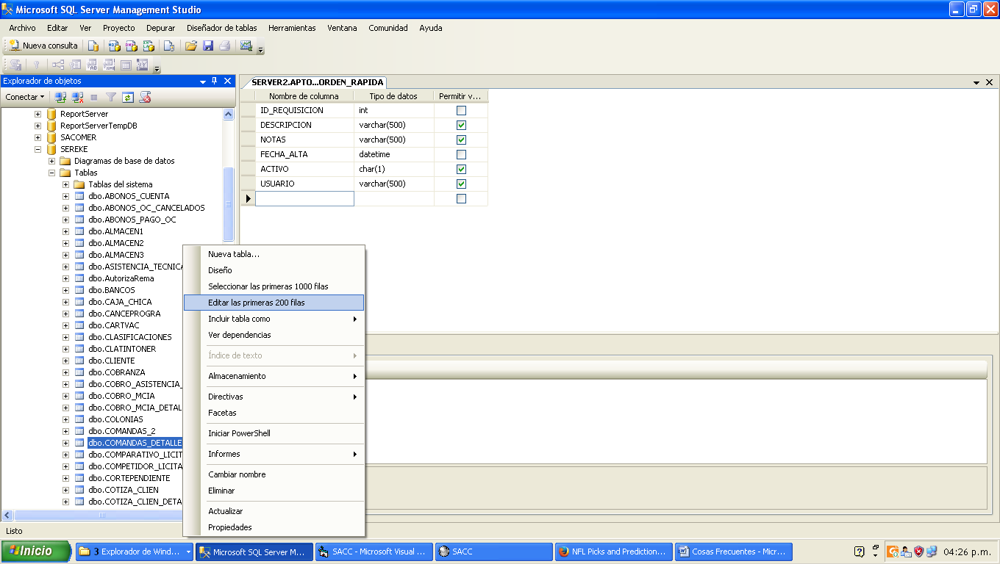 Microsoft SQL Server Management Studio
Archivo Editar Ver Proyecto Depurar Diseñador de tablas Herramientas Ventana Comunidad Ayuda
Nueva consulta
Explorador de objetos
Conectar
ReportServer
ReportServerTempDB
SACOMER
SEREKE
Diagramas de base de datos
Tablas
Tablas del sistema
dbo.ABONOS_CUENTA
dbo.ABONOS_OC_CANCELADOS
dbo.ABONOS_PAGO_OC
dbo.ALMACEN1
dbo.ALMACEN2
dbo.ALMACEN3
dbo.ASISTENCIA_TECNICA
dbo.AutorizaRema
dbo.BANCOS
dbo.CAJA_CHICA
dbo.CANCEPROGRA
dbo.CARTVAC
dbo.CLASIFICACIONES
dbo.CLATINTONER
dbo.CLIENTE
dbo.COBRANZA
dbo.COBRO_ASISTENCIA_
dbo.COBRO_MCIA
dbo.COBRO_MCIA_DETAL
dbo.COLONIAS
dbo.COMANDAS_2
dbo.COMANDAS_DETALLE
dbo.COMPARATIVO_LICIT
dbo.COMPETIDOR_LICITA
dbo.CORTEPENDIENTE
dbo.COTIZA_CLIEN
dbo.COTIZA_CLIEN_DETA
SERVER2.APTO...ORDEN_RAPIDA
Nombre de columna Tipo de datos Permitir v...
ID_REQUISICION int
DESCRIPCION varchar(500)
NOTAS varchar(500)
FECHA_ALTA datetime
ACTIVO char(1)
USUARIO varchar(500)
Nueva tabla...
Diseño
Seleccionar las primeras 1000 filas
Editar las primeras 200 filas
Incluir tabla como
Ver dependencias
Índice de texto
Almacenamiento
Directivas
Facetas
Iniciar PowerShell
Informes
Cambiar nombre
Eliminar
Actualizar
Propiedades
Listo
Inicio
3 Explorador de Wind...
Microsoft SQL Server M...
SACC - Microsoft Visual ...
SACC
NFL Picks and Prediction...
Cosas Frecuentes - Micr...
04:26 p.m.